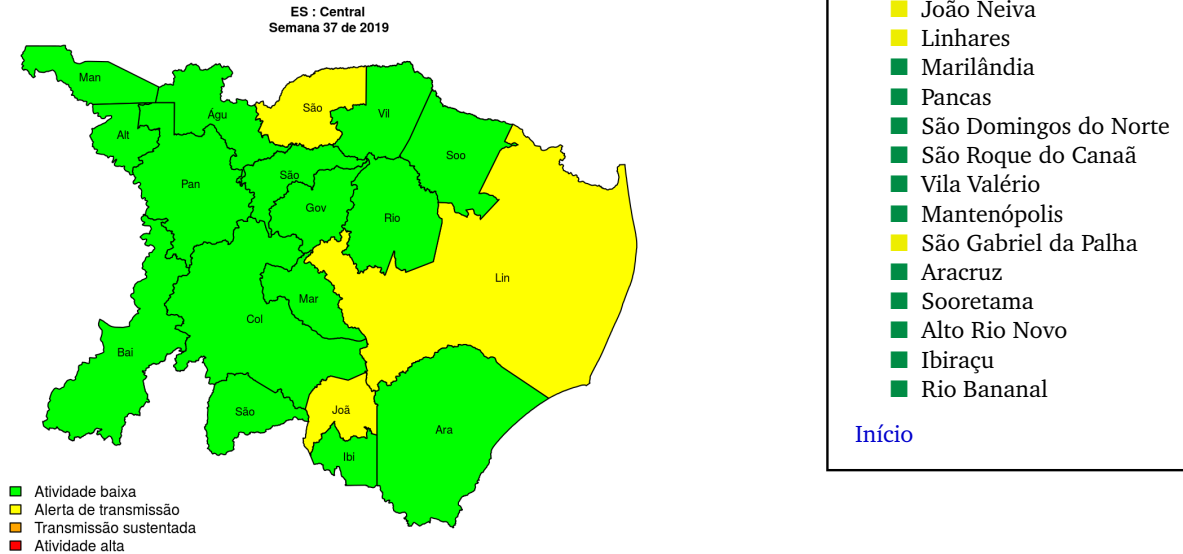 ES : Central
Semana 37 de 2019
Man
Águ
São
Vil
Alt
Soo
São
Pan
Gov
Rio
Lin
Mar
Col
Bai
São
Joã
Ara
Ibi
Atividade baixa
Alerta de transmissão
Transmissão sustentada
Atividade alta
João Neiva
Linhares
Marilândia
Pancas
São Domingos do Norte
São Roque do Canaã
Vila Valério
Mantenópolis
São Gabriel da Palha
Aracruz
Sooretama
Alto Rio Novo
Ibiraçu
Rio Bananal
Início